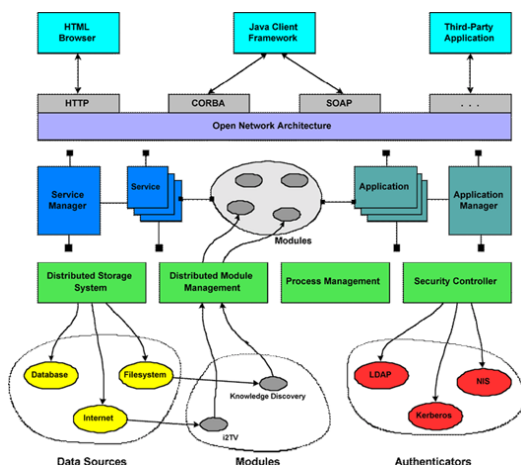 HTML
Browser
Java Client
Framework
Third-Party
Application
HTTP
CORBA
SOAP
. . .
Open Network Architecture
Service
Manager
Service
Modules
Application
Application
Manager
Distributed Storage
System
Distributed Module
Management
Process Management
Security Controller
Database
Filesystem
Internet
Knowledge Discovery
i2TV
LDAP
NIS
Kerberos
Data Sources
Modules
Authenticators